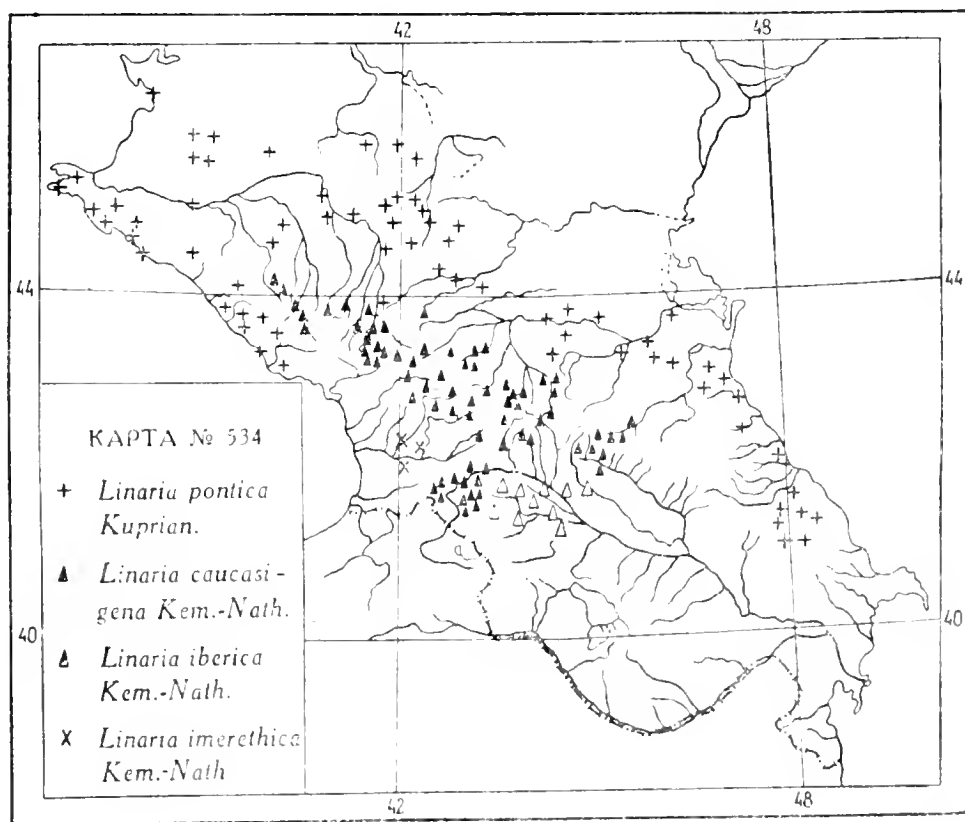 42 48
44 44
КАРТА № 534
+ Linaria pontica
Kuprian.
▲ Linaria caucasi-
gena Kem.-Nath.
△ Linaria iberica
Kem.-Nath.
× Linaria imerethica
Kem.-Nath
40 40
42 48